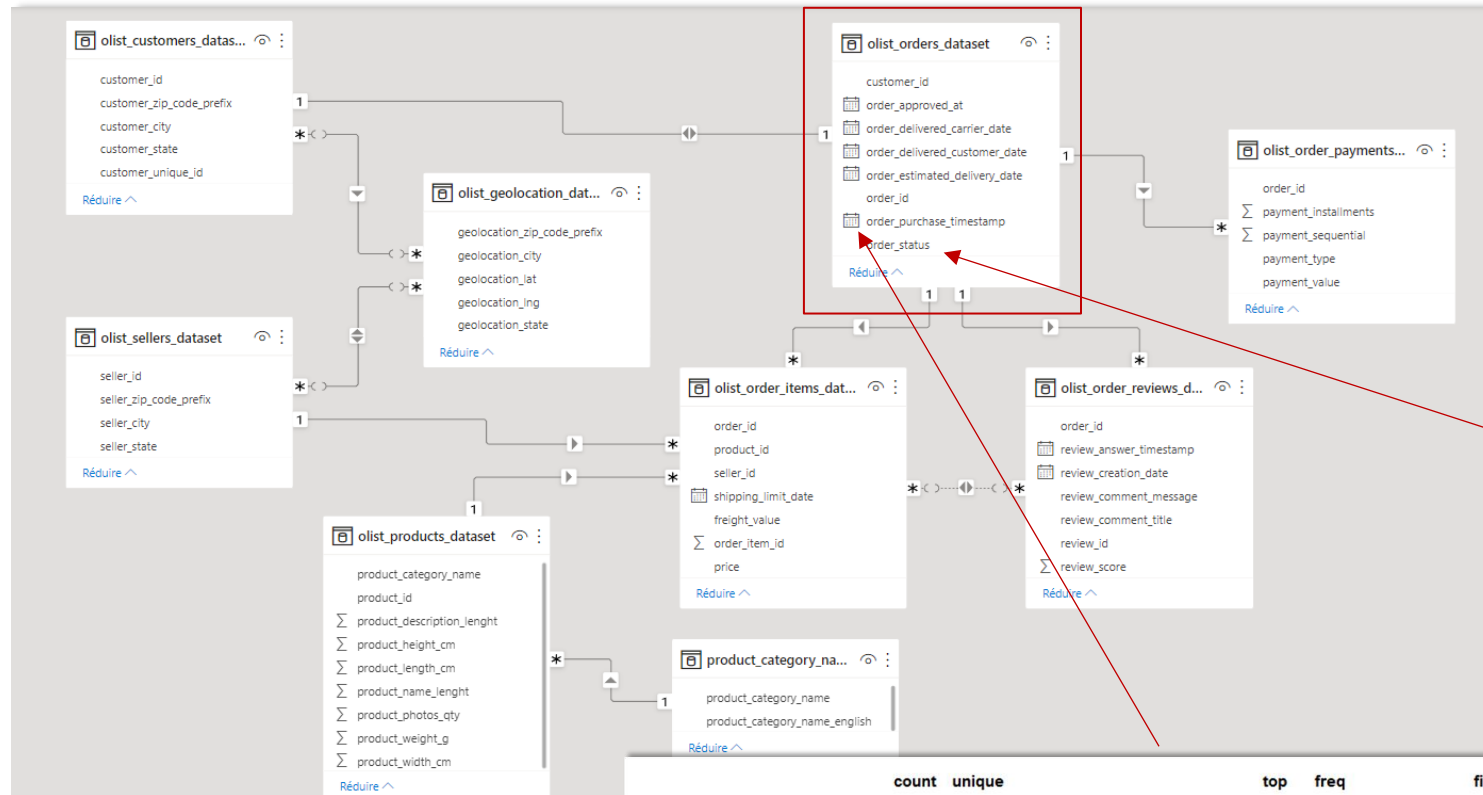 olist_customers_datas...
customer_id
customer_zip_code_prefix
customer_city
customer_state
customer_unique_id
Réduire
1
*
olist_geolocation_dat...
geolocation_zip_code_prefix
geolocation_city
geolocation_lat
geolocation_lng
geolocation_state
Réduire
*
*
olist_sellers_dataset
seller_id
seller_zip_code_prefix
seller_city
seller_state
Réduire
*
1
olist_orders_dataset
customer_id
order_approved_at
order_delivered_carrier_date
order_delivered_customer_date
order_estimated_delivery_date
order_id
order_purchase_timestamp
order_status
Réduire
1
1
1
1
olist_order_payments...
order_id
∑ payment_installments
∑ payment_sequential
payment_type
payment_value
Réduire
*
olist_order_items_dat...
order_id
product_id
seller_id
shipping_limit_date
freight_value
∑ order_item_id
price
Réduire
*
*
*
*
olist_order_reviews_d...
order_id
review_answer_timestamp
review_creation_date
review_comment_message
review_comment_title
review_id
∑ review_score
Réduire
*
*
olist_products_dataset
product_category_name
product_id
∑ product_description_lenght
∑ product_height_cm
∑ product_length_cm
∑ product_name_lenght
∑ product_photos_qty
∑ product_weight_g
∑ product_width_cm
Réduire
1
*
product_category_na...
product_category_name
product_category_name_english
Réduire
1
count unique top freq fi